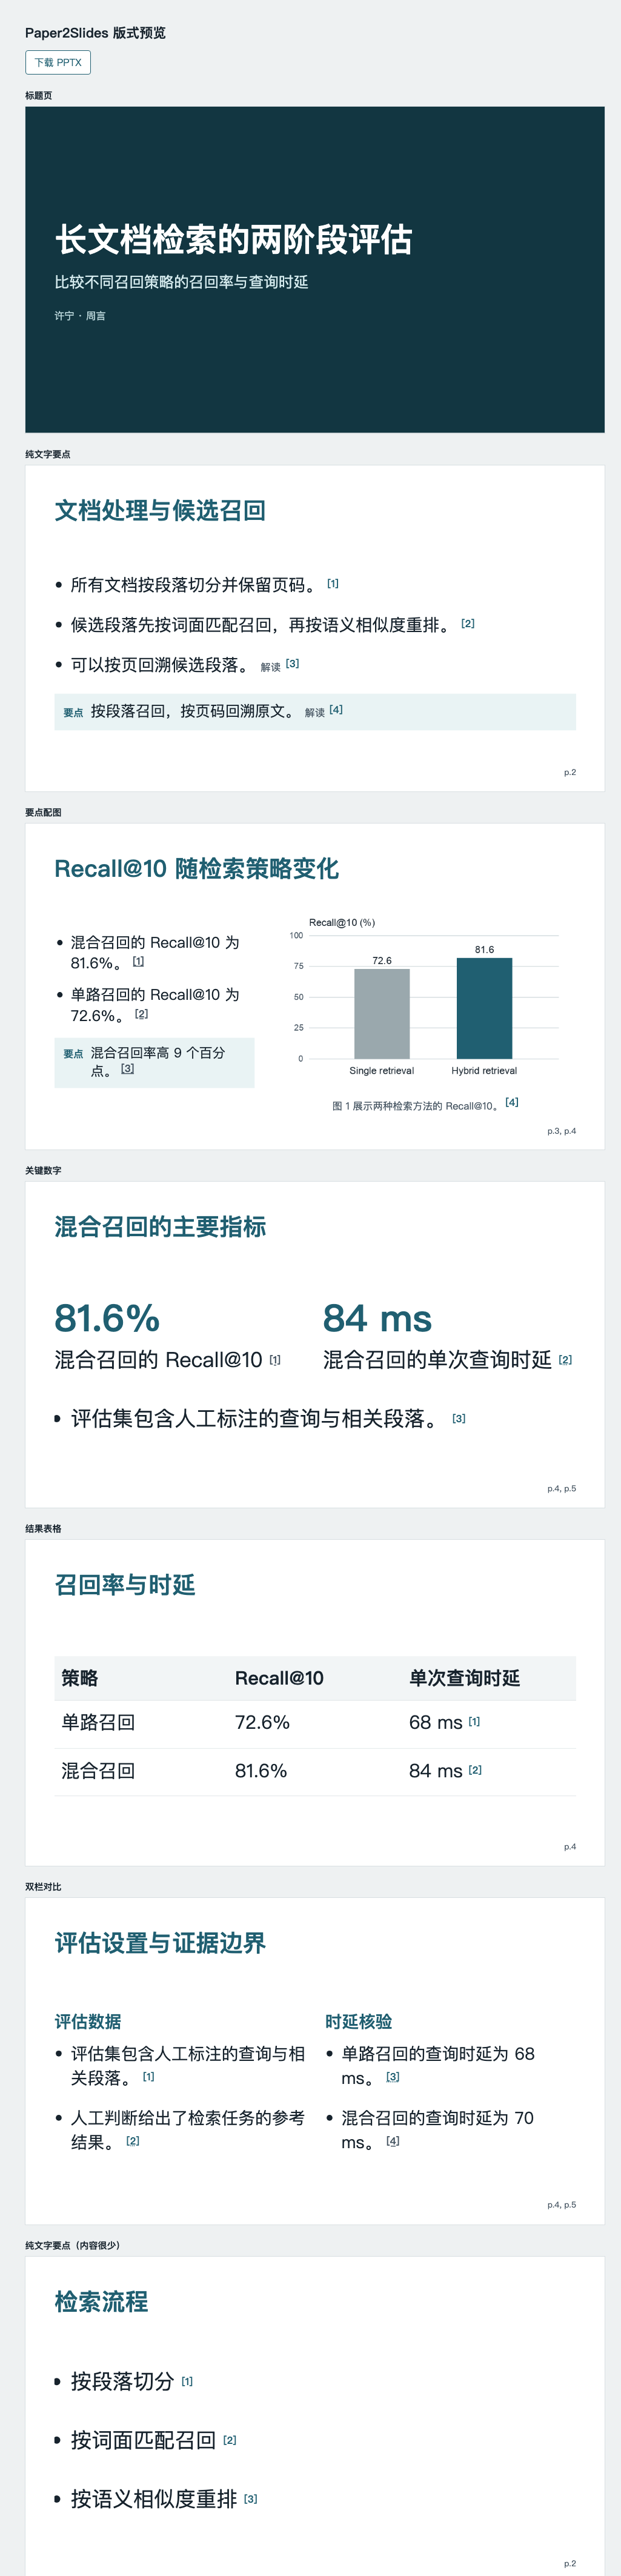 Paper2Slides 版式预览
下载 PPTX
标题页
长文档检索的两阶段评估
比较不同召回策略的召回率与查询时延
许宁 · 周言
纯文字要点
文档处理与候选召回
• 所有文档按段落切分并保留页码。 [1]
• 候选段落先按词面匹配召回，再按语义相似度重排。 [2]
• 可以按页回溯候选段落。 解读 [3]
要点 按段落召回，按页码回溯原文。 解读 [4]
p.2
要点配图
Recall@10 随检索策略变化
• 混合召回的 Recall@10 为
81.6%。 [1]
• 单路召回的 Recall@10 为
72.6%。 [2]
要点 混合召回率高 9 个百分
点。 [3]
Recall@10 (%)
100
75
50
25
0
72.6
81.6
Single retrieval
Hybrid retrieval
图 1 展示两种检索方法的 Recall@10。 [4]
p.3, p.4
关键数字
混合召回的主要指标
81.6%
混合召回的 Recall@10 [1]
84 ms
混合召回的单次查询时延 [2]
• 评估集包含人工标注的查询与相关段落。 [3]
p.4, p.5
结果表格
召回率与时延
策略 Recall@10 单次查询时延
单路召回 72.6% 68 ms [1]
混合召回 81.6% 84 ms [2]
p.4
双栏对比
评估设置与证据边界
评估数据
• 评估集包含人工标注的查询与相
关段落。 [1]
• 人工判断给出了检索任务的参考
结果。 [2]
时延核验
• 单路召回的查询时延为 68
ms。 [3]
• 混合召回的查询时延为 70
ms。 [4]
p.4, p.5
纯文字要点（内容很少）
检索流程
• 按段落切分 [1]
• 按词面匹配召回 [2]
• 按语义相似度重排 [3]
p.2